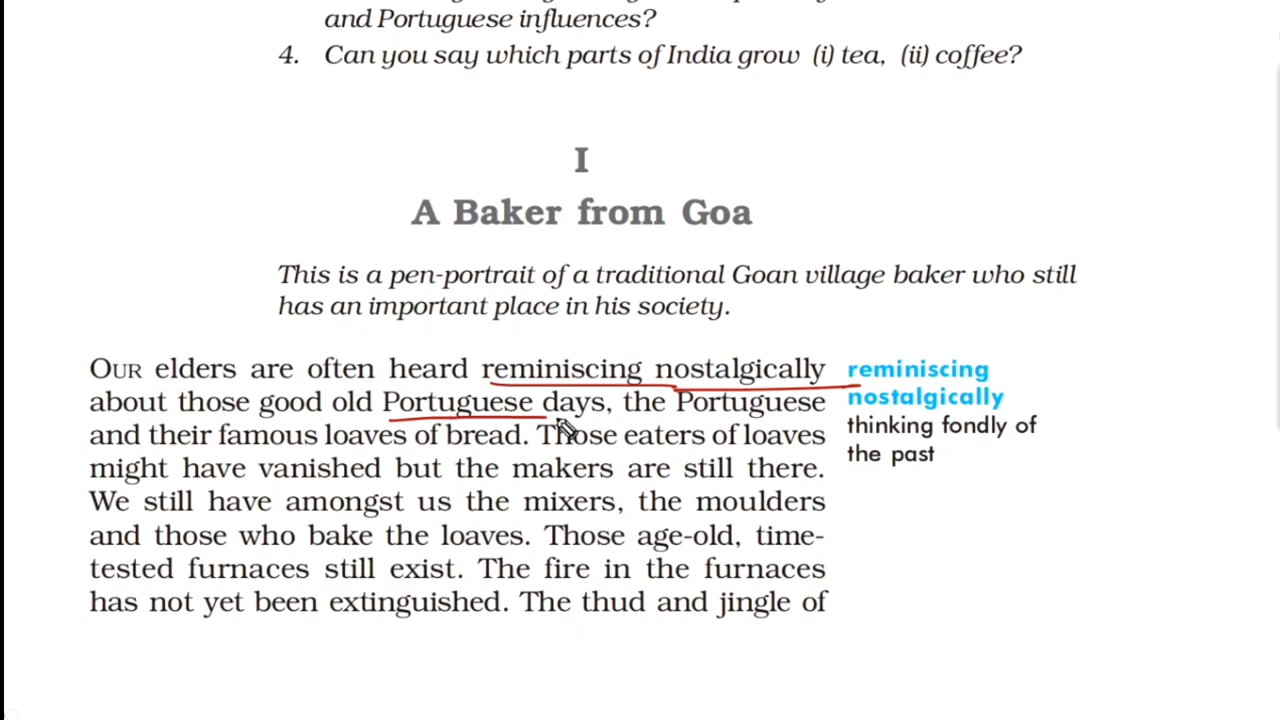 and Portuguese influences?
4. Can you say which parts of India grow (i) tea, (ii) coffee?
I
A Baker from Goa
This is a pen-portrait of a traditional Goan village baker who still
has an important place in his society.
OUR elders are often heard reminiscing nostalgically
about those good old Portuguese days, the Portuguese
and their famous loaves of bread. Those eaters of loaves
might have vanished but the makers are still there.
We still have amongst us the mixers, the moulders
and those who bake the loaves. Those age-old, time-
tested furnaces still exist. The fire in the furnaces
has not yet been extinguished. The thud and jingle of
reminiscing
nostalgically
thinking fondly of
the past